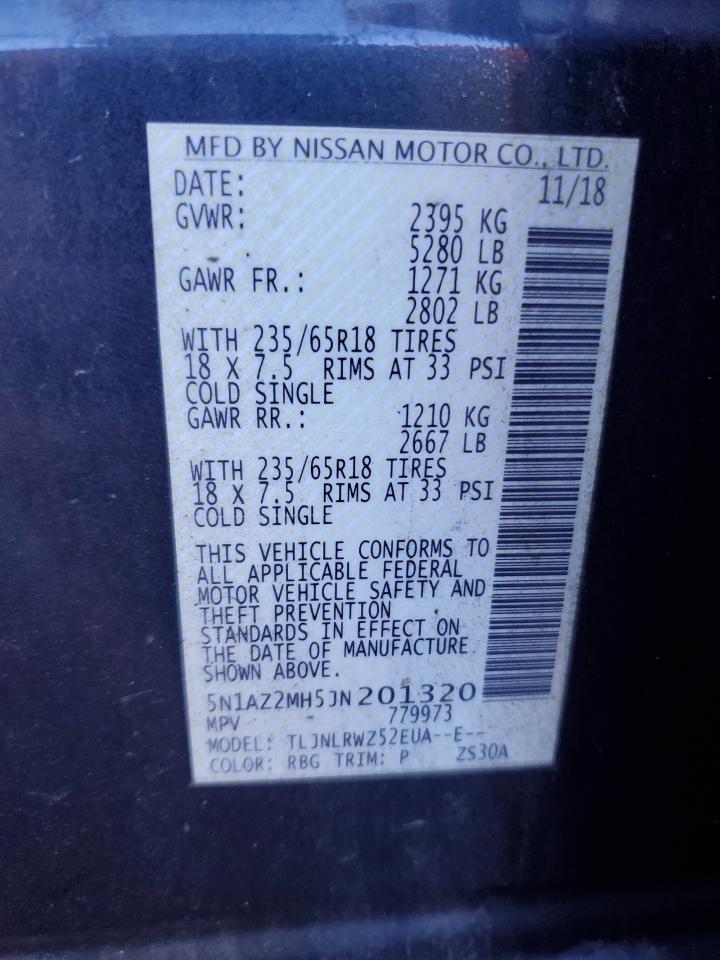 MFD BY NISSAN MOTOR CO., LTD.
DATE: 11/18
GVWR: 2395 KG
5280 LB
GAWR FR.: 1271 KG
2802 LB
WITH 235/65R18 TIRES
18 X 7.5 RIMS AT 33 PSI
COLD SINGLE
GAWR RR.: 1210 KG
2667 LB
WITH 235/65R18 TIRES
18 X 7.5 RIMS AT 33 PSI
COLD SINGLE
THIS VEHICLE CONFORMS TO
ALL APPLICABLE FEDERAL
MOTOR VEHICLE SAFETY AND
THEFT PREVENTION
STANDARDS IN EFFECT ON
THE DATE OF MANUFACTURE
SHOWN ABOVE.
5N1AZ2MH5JN201320
MPV 779973
MODEL: TLJNLRWZ52EUA--E--
COLOR: RBG TRIM: P ZS30A